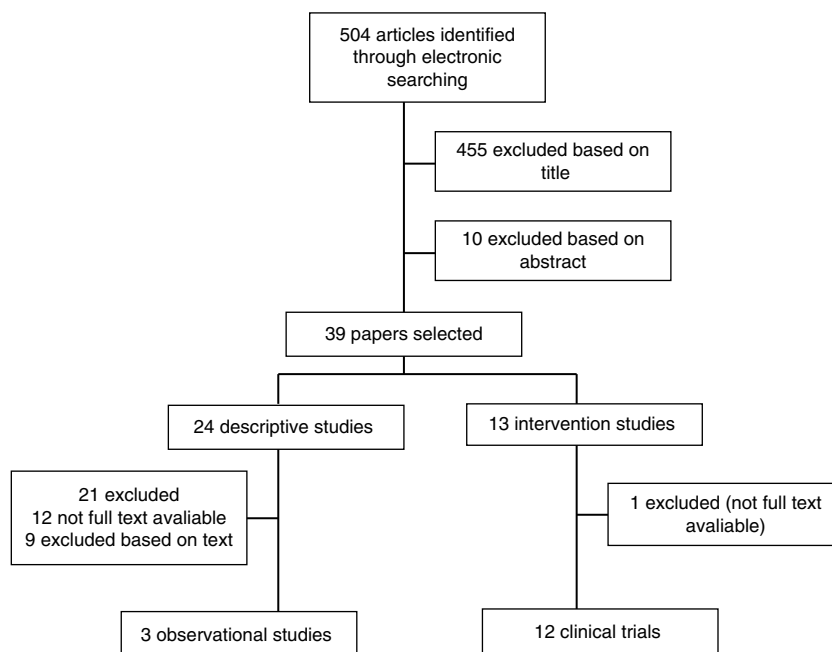 504 articles identified
through electronic
searching
455 excluded based on
title
10 excluded based on
abstract
39 papers selected
24 descriptive studies
13 intervention studies
21 excluded
12 not full text avaliable
9 excluded based on text
1 excluded (not full text
avaliable)
3 observational studies
12 clinical trials